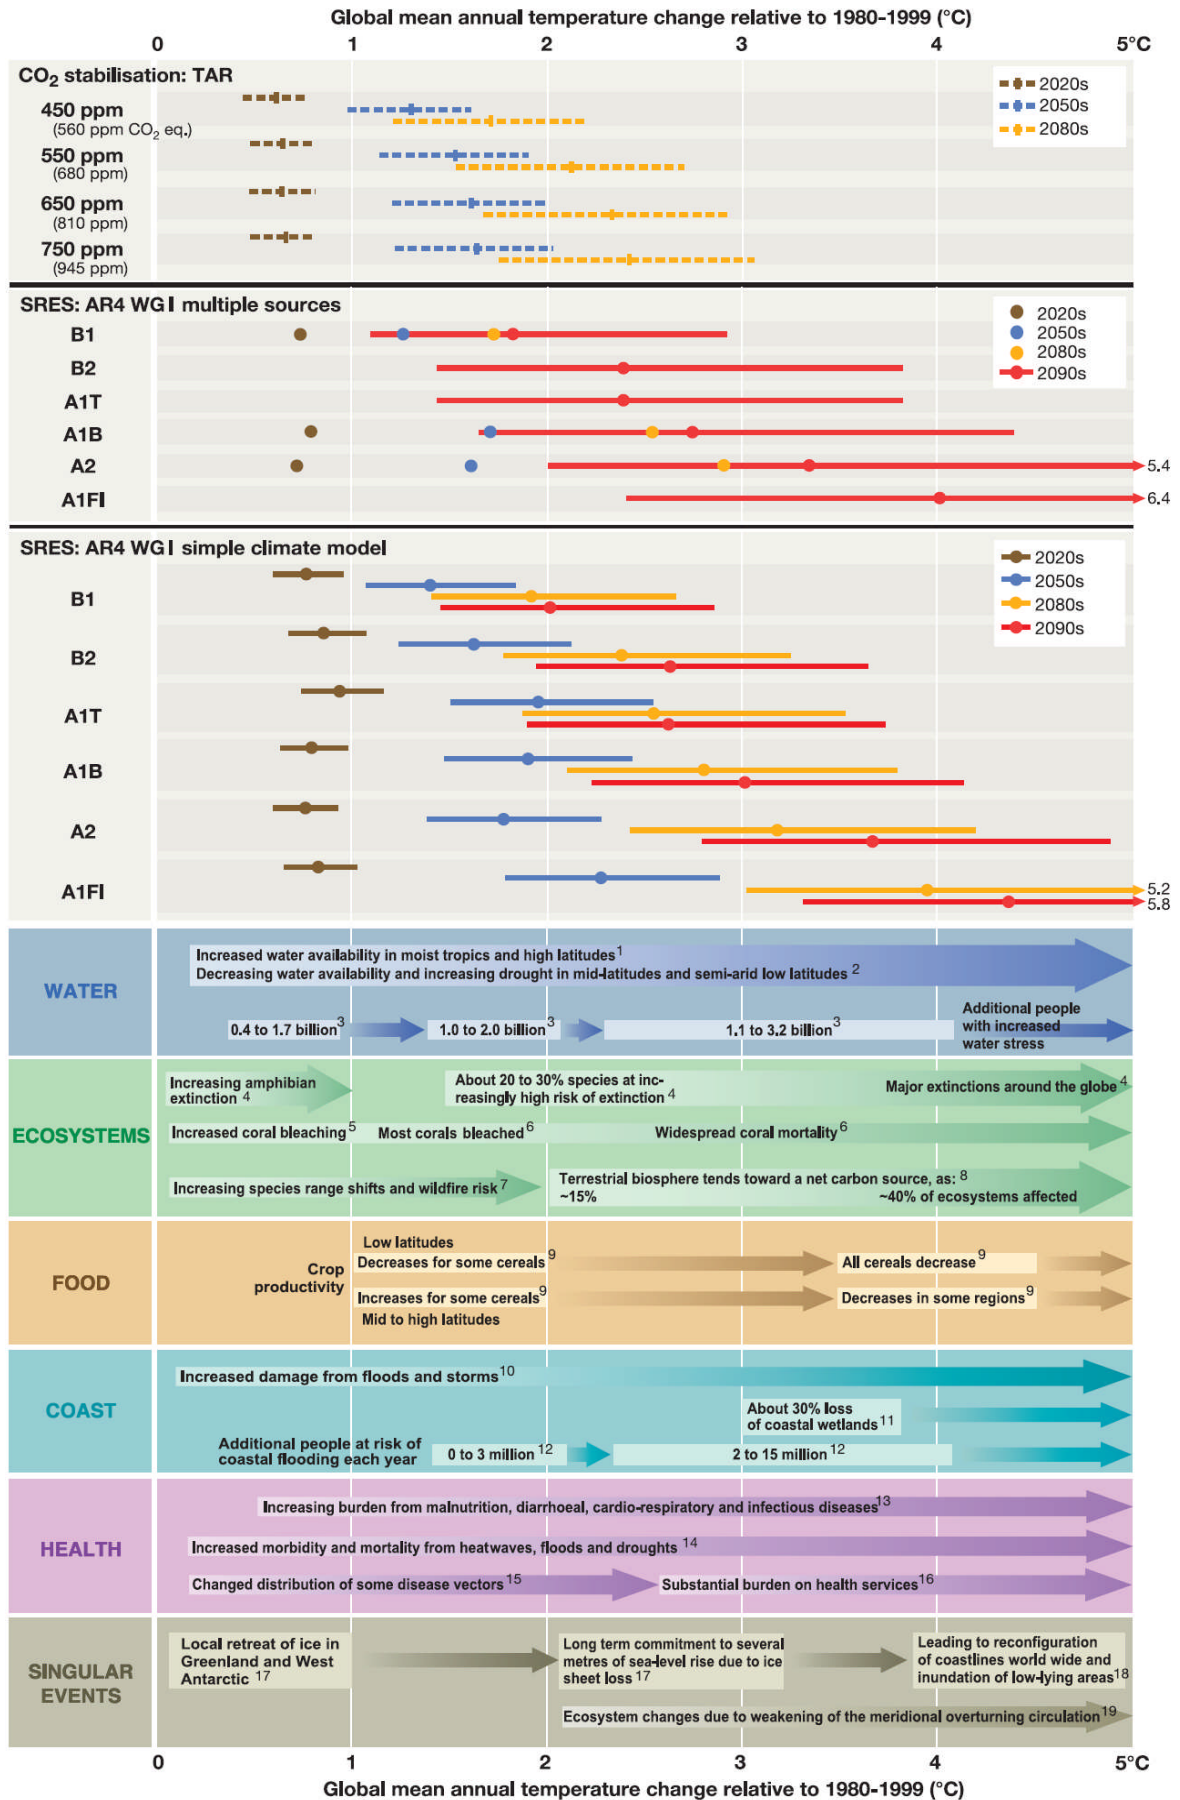 Global mean annual temperature change relative to 1980-1999 (°C)
0 1 2 3 4 5°C
CO₂ stabilisation: TAR
2020s
2050s
2080s
450 ppm
(560 ppm CO₂ eq.)
550 ppm
(680 ppm)
650 ppm
(810 ppm)
750 ppm
(945 ppm)
SRES: AR4 WG I multiple sources
2020s
2050s
2080s
2090s
B1
B2
A1T
A1B
A2 5.4
A1FI 6.4
SRES: AR4 WG I simple climate model
2020s
2050s
2080s
2090s
B1
B2
A1T
A1B
A2
A1FI
5.2
5.8
WATER
Increased water availability in moist tropics and high latitudes 1
Decreasing water availability and increasing drought in mid-latitudes and semi-arid low latitudes 2
0.4 to 1.7 billion 3
1.0 to 2.0 billion 3
1.1 to 3.2 billion 3
Additional people
with increased
water stress
ECOSYSTEMS
Increasing amphibian
extinction 4
About 20 to 30% species at inc-
reasingly high risk of extinction 4
Major extinctions around the globe 4
Increased coral bleaching 5
Most corals bleached 6
Widespread coral mortality 6
Increasing species range shifts and wildfire risk 7
Terrestrial biosphere tends toward a net carbon source, as: 8
~15%
~40% of ecosystems affected
FOOD
Crop
productivity
Low latitudes
Decreases for some cereals 9
All cereals decrease 9
Increases for some cereals 9
Decreases in some regions 9
Mid to high latitudes
COAST
Increased damage from floods and storms 10
About 30% loss
of coastal wetlands 11
Additional people at risk of
coastal flooding each year
0 to 3 million 12
2 to 15 million 12
HEALTH
Increasing burden from malnutrition, diarrhoeal, cardio-respiratory and infectious diseases 13
Increased morbidity and mortality from heatwaves, floods and droughts 14
Changed distribution of some disease vectors 15
Substantial burden on health services 16
SINGULAR
EVENTS
Local retreat of ice in
Greenland and West
Antarctic 17
Long term commitment to several
metres of sea-level rise due to ice
sheet loss 17
Leading to reconfiguration
of coastlines world wide and
inundation of low-lying areas 18
Ecosystem changes due to weakening of the meridional overturning circulation 19
0 1 2 3 4 5°C
Global mean annual temperature change relative to 1980-1999 (°C)